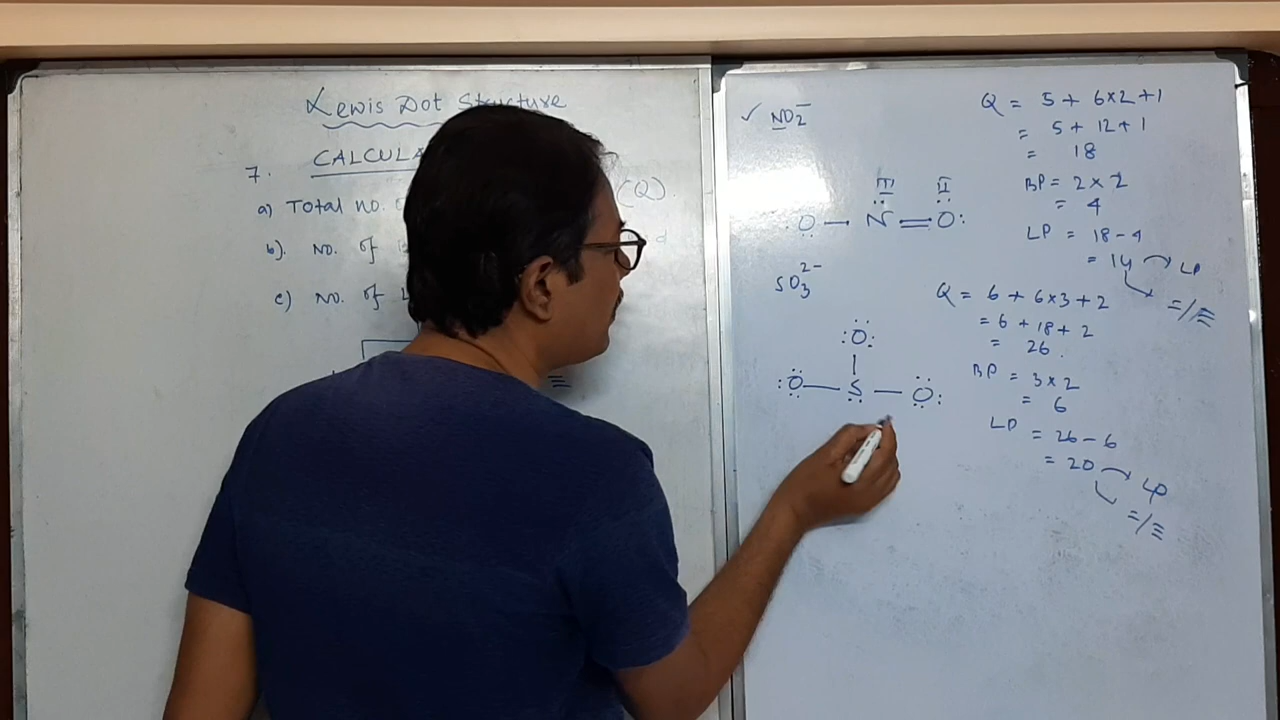 Lewis Dot Structure
7. CALCULA
a) Total no. (Q).
b). No. of
c) No. of
✓ NO₂⁻
Q = 5 + 6×2 + 1
= 5 + 12 + 1
= 18
BP = 2 × 2
= 4
LP = 18 - 4
= 14 LP
=/≡
O — N = O:
SO₃²⁻
Q = 6 + 6×3 + 2
= 6 + 18 + 2
= 26.
BP = 3×2
= 6
LP = 26 - 6
= 20 LP
=/≡
:O:
:O — S — O: